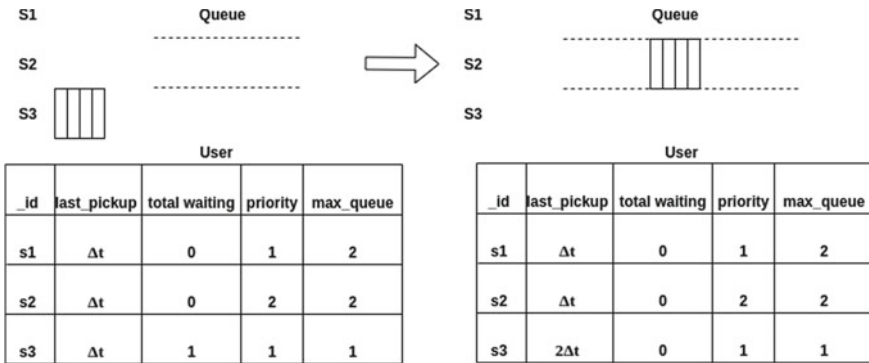 S1 Queue
S2
S3
User
_id last_pickup total waiting priority max_queue
s1 Δt 0 1 2
s2 Δt 0 2 2
s3 Δt 1 1 1
S1 Queue
S2
S3
User
_id last_pickup total waiting priority max_queue
s1 Δt 0 1 2
s2 Δt 0 2 2
s3 2Δt 0 1 1